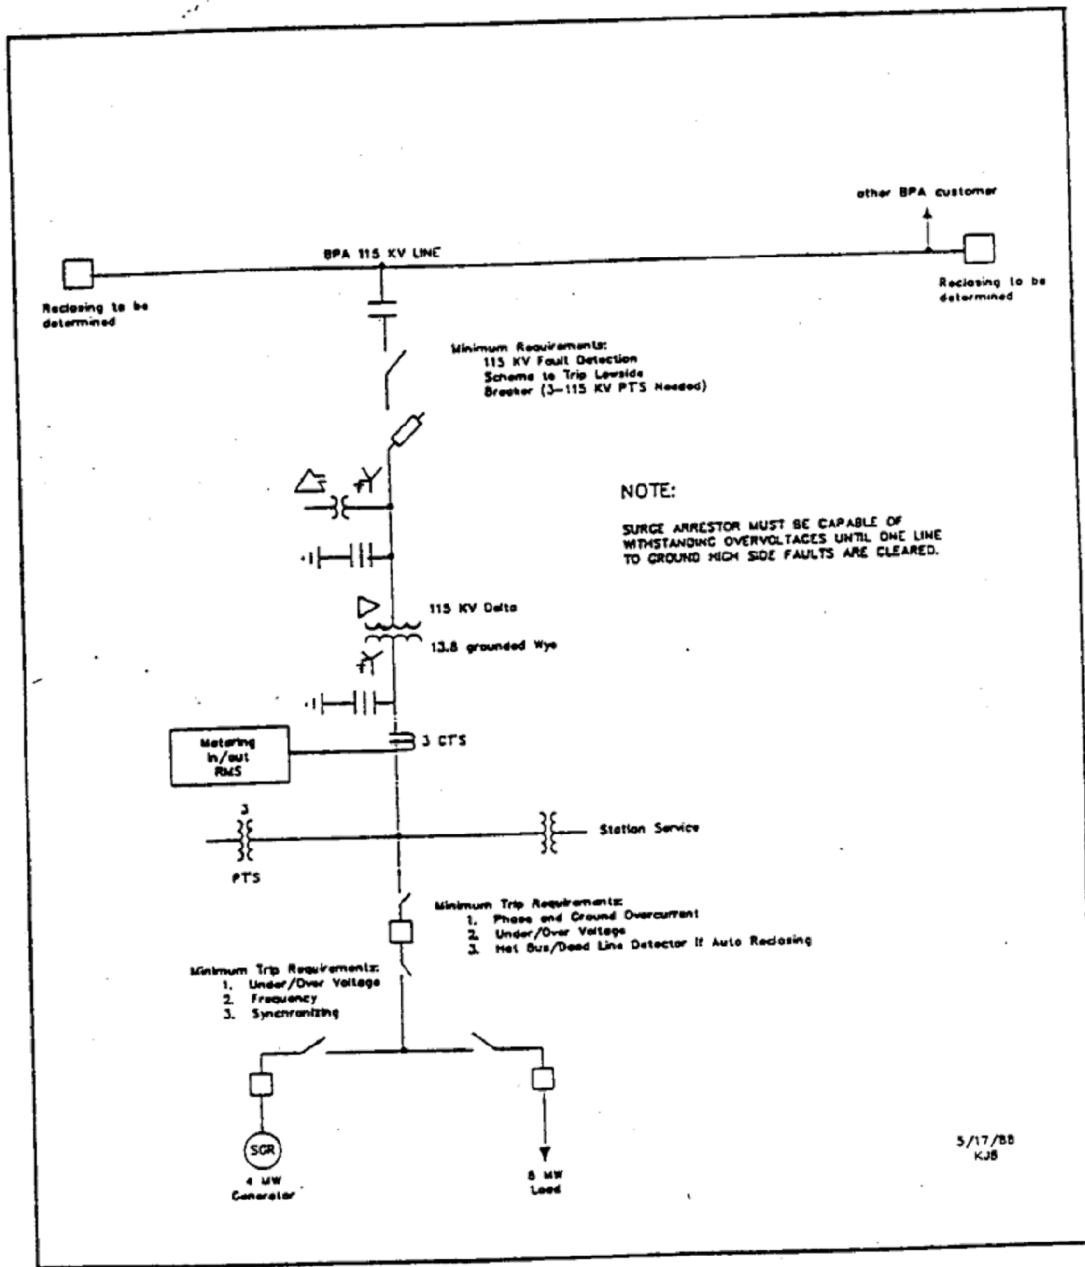 other BPA customer
BPA 115 KV LINE
Reclosing to be
determined
Reclosing to be
determined
Minimum Requirements:
115 KV Fault Detection
Scheme to Trip Lowside
Breaker (3-115 KV PTS Needed)
NOTE:
SURGE ARRESTOR MUST BE CAPABLE OF
WITHSTANDING OVERVOLTAGES UNTIL ONE LINE
TO GROUND HIGH SIDE FAULTS ARE CLEARED.
115 KV Delta
13.8 grounded Wye
3 CTS
Metering
in/out
RMS
3
PTS
Station Service
Minimum Trip Requirements:
1. Phase and Ground Overcurrent
2. Under/Over Voltage
3. Hot Bus/Dead Line Detector If Auto Reclosing
Minimum Trip Requirements:
1. Under/Over Voltage
2. Frequency
3. Synchronizing
SGR
4 MW
Generator
MW
Load
5/17/88